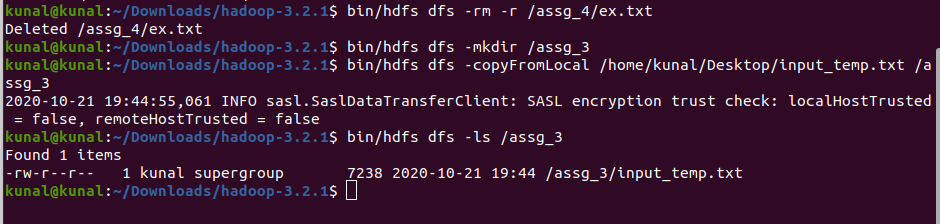 kunal@kunal:~/Downloads/hadoop-3.2.1$ bin/hdfs dfs -rm -r /assg_4/ex.txt
Deleted /assg_4/ex.txt
kunal@kunal:~/Downloads/hadoop-3.2.1$ bin/hdfs dfs -mkdir /assg_3
kunal@kunal:~/Downloads/hadoop-3.2.1$ bin/hdfs dfs -copyFromLocal /home/kunal/Desktop/input_temp.txt /a
ssg_3
2020-10-21 19:44:55,061 INFO sasl.SaslDataTransferClient: SASL encryption trust check: localHostTrusted
 = false, remoteHostTrusted = false
kunal@kunal:~/Downloads/hadoop-3.2.1$ bin/hdfs dfs -ls /assg_3
Found 1 items
-rw-r--r--   1 kunal supergroup       7238 2020-10-21 19:44 /assg_3/input_temp.txt
kunal@kunal:~/Downloads/hadoop-3.2.1$